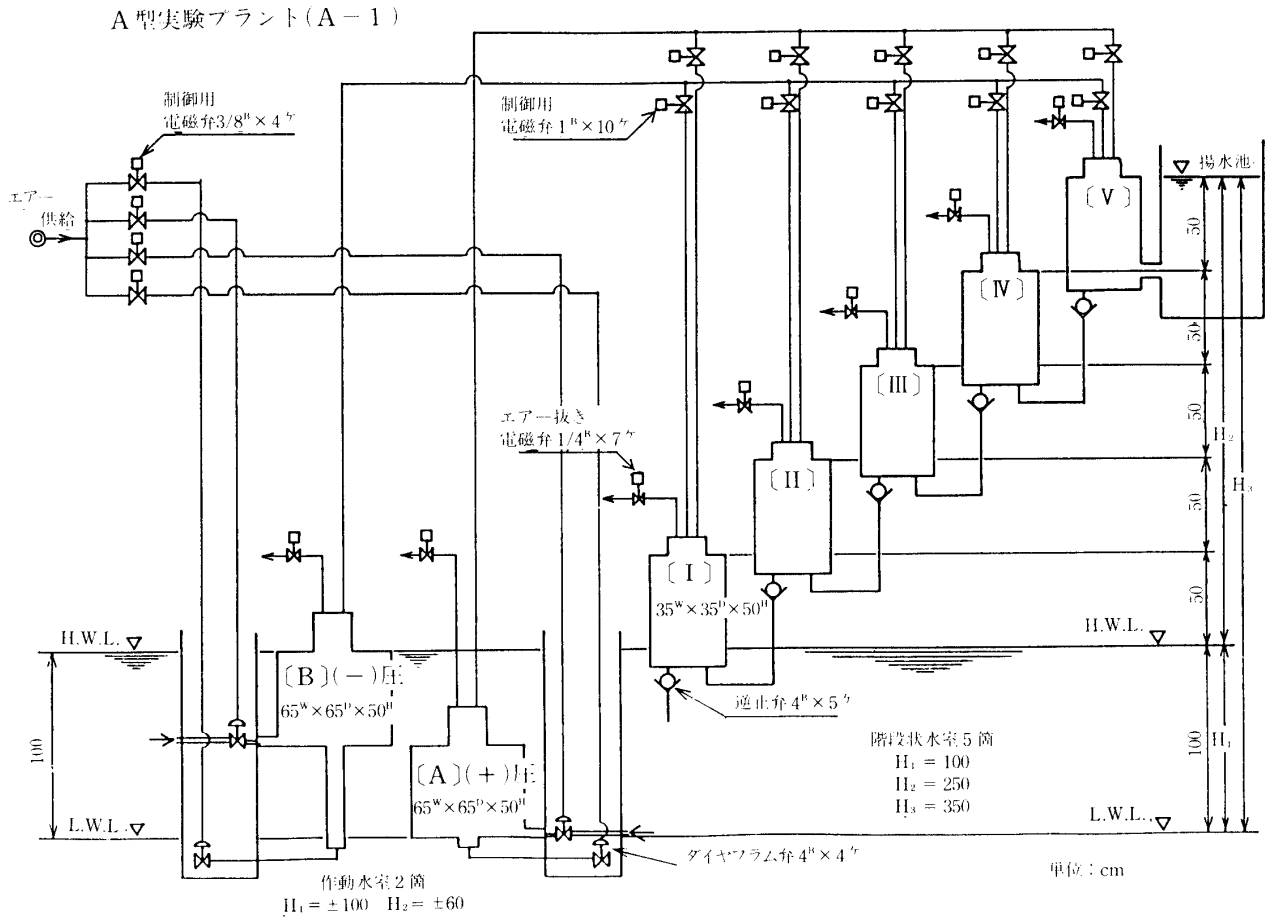 A型実験プラント(A-1)
制御用
電磁弁3/8ᴮ×4ヶ
エアー
供給
制御用
電磁弁1ᴮ×10ヶ
揚水池
〔Ⅴ〕
〔Ⅳ〕
〔Ⅲ〕
〔Ⅱ〕
〔Ⅰ〕
35ᵂ×35ᴰ×50ᴴ
エアー抜き
電磁弁1/4ᴮ×7ヶ
50
50
50
50
50
H₂
H₃
H.W.L.
H.W.L.
〔B〕(-)圧
65ᵂ×65ᴰ×50ᴴ
〔A〕(+)圧
65ᵂ×65ᴰ×50ᴴ
逆止弁4ᴮ×5ヶ
100
100
H₁
階段状水室5箇
H₁ = 100
H₂ = 250
H₃ = 350
L.W.L.
L.W.L.
ダイヤフラム弁4ᴮ×4ヶ
単位:cm
作動水室2箇
H₁ = ±100 H₂ = ±60